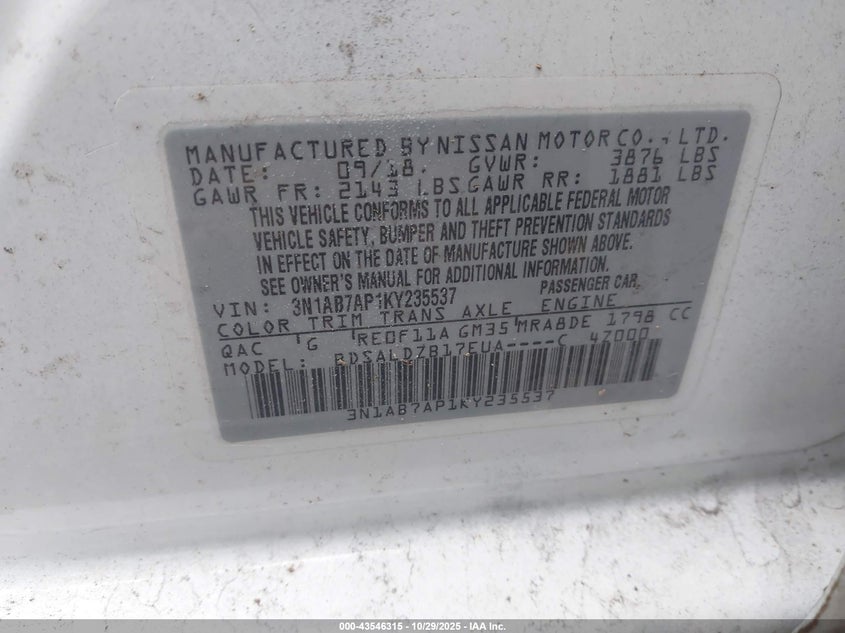 MANUFACTURED BY NISSAN MOTOR CO., LTD.
DATE: 09/18. GVWR: 3876 LBS
GAWR FR: 2143 LBS GAWR RR: 1881 LBS
THIS VEHICLE CONFORMS TO ALL APPLICABLE FEDERAL MOTOR
VEHICLE SAFETY, BUMPER AND THEFT PREVENTION STANDARDS
IN EFFECT ON THE DATE OF MANUFACTURE SHOWN ABOVE.
SEE OWNER'S MANUAL FOR ADDITIONAL INFORMATION.
VIN: 3N1AB7AP1KY235537 PASSENGER CAR.
COLOR TRIM TRANS AXLE ENGINE
QAC G RE0F11A GM35 MRA8DE 1798 CC
MODEL: BDSALDZB17EUA----C 4Z000
3N1AB7AP1KY235537
000-43546315 - 10/29/2025 - IAA Inc.